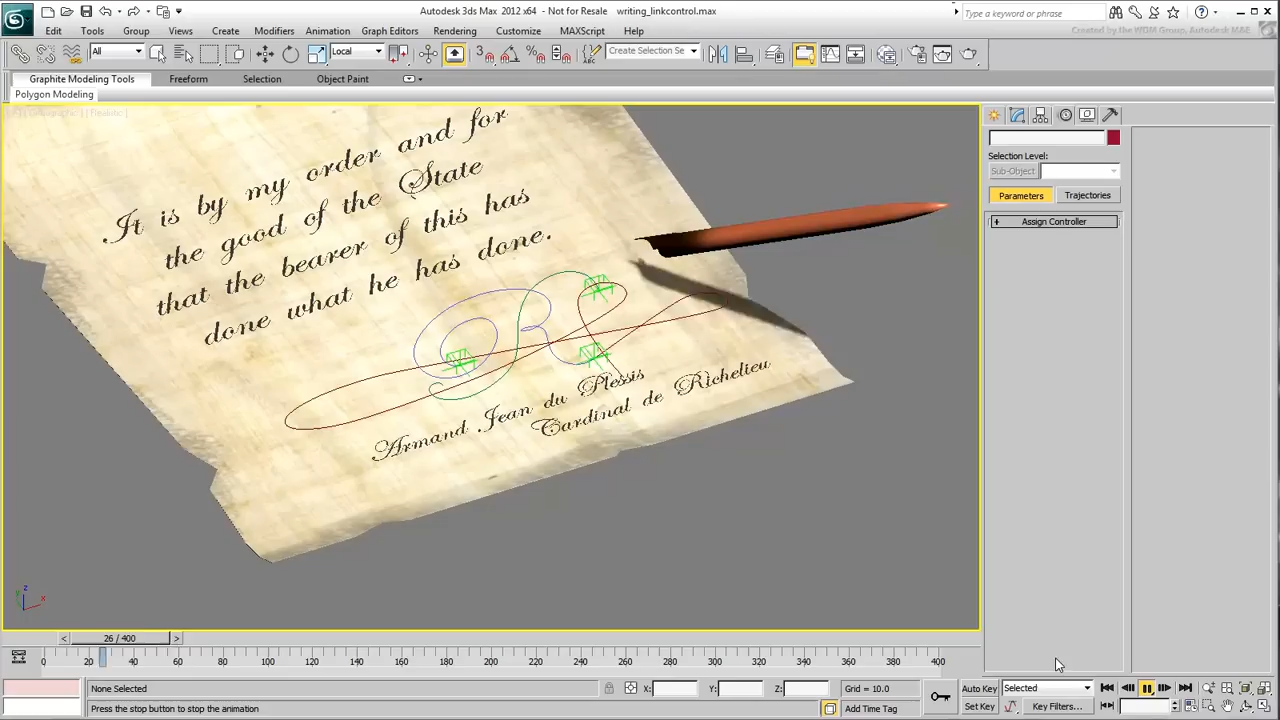 Autodesk 3ds Max 2012 x64 - Not for Resale writing_linkcontrol.max
Type a keyword or phrase
Edit Tools Group Views Create Modifiers Animation Graph Editors Rendering Customize MAXScript Help
Created by the WDM Group, Autodesk M&E
All
Local
Create Selection Se
Graphite Modeling Tools Freeform Selection Object Paint
Polygon Modeling
It is by my order and for
the good of the State
that the bearer of this has
done what he has done.
Armand Jean du Plessis
Cardinal de Richelieu
Selection Level:
Sub-Object
Parameters Trajectories
+ Assign Controller
z
x
< 26 / 400 >
0 20 40 60 80 100 120 140 160 180 200 220 240 260 280 300 320 340 360 380 400
None Selected X: Y: Z: Grid = 10.0 Auto Key Selected
Press the stop button to stop the animation Add Time Tag Set Key Key Filters...